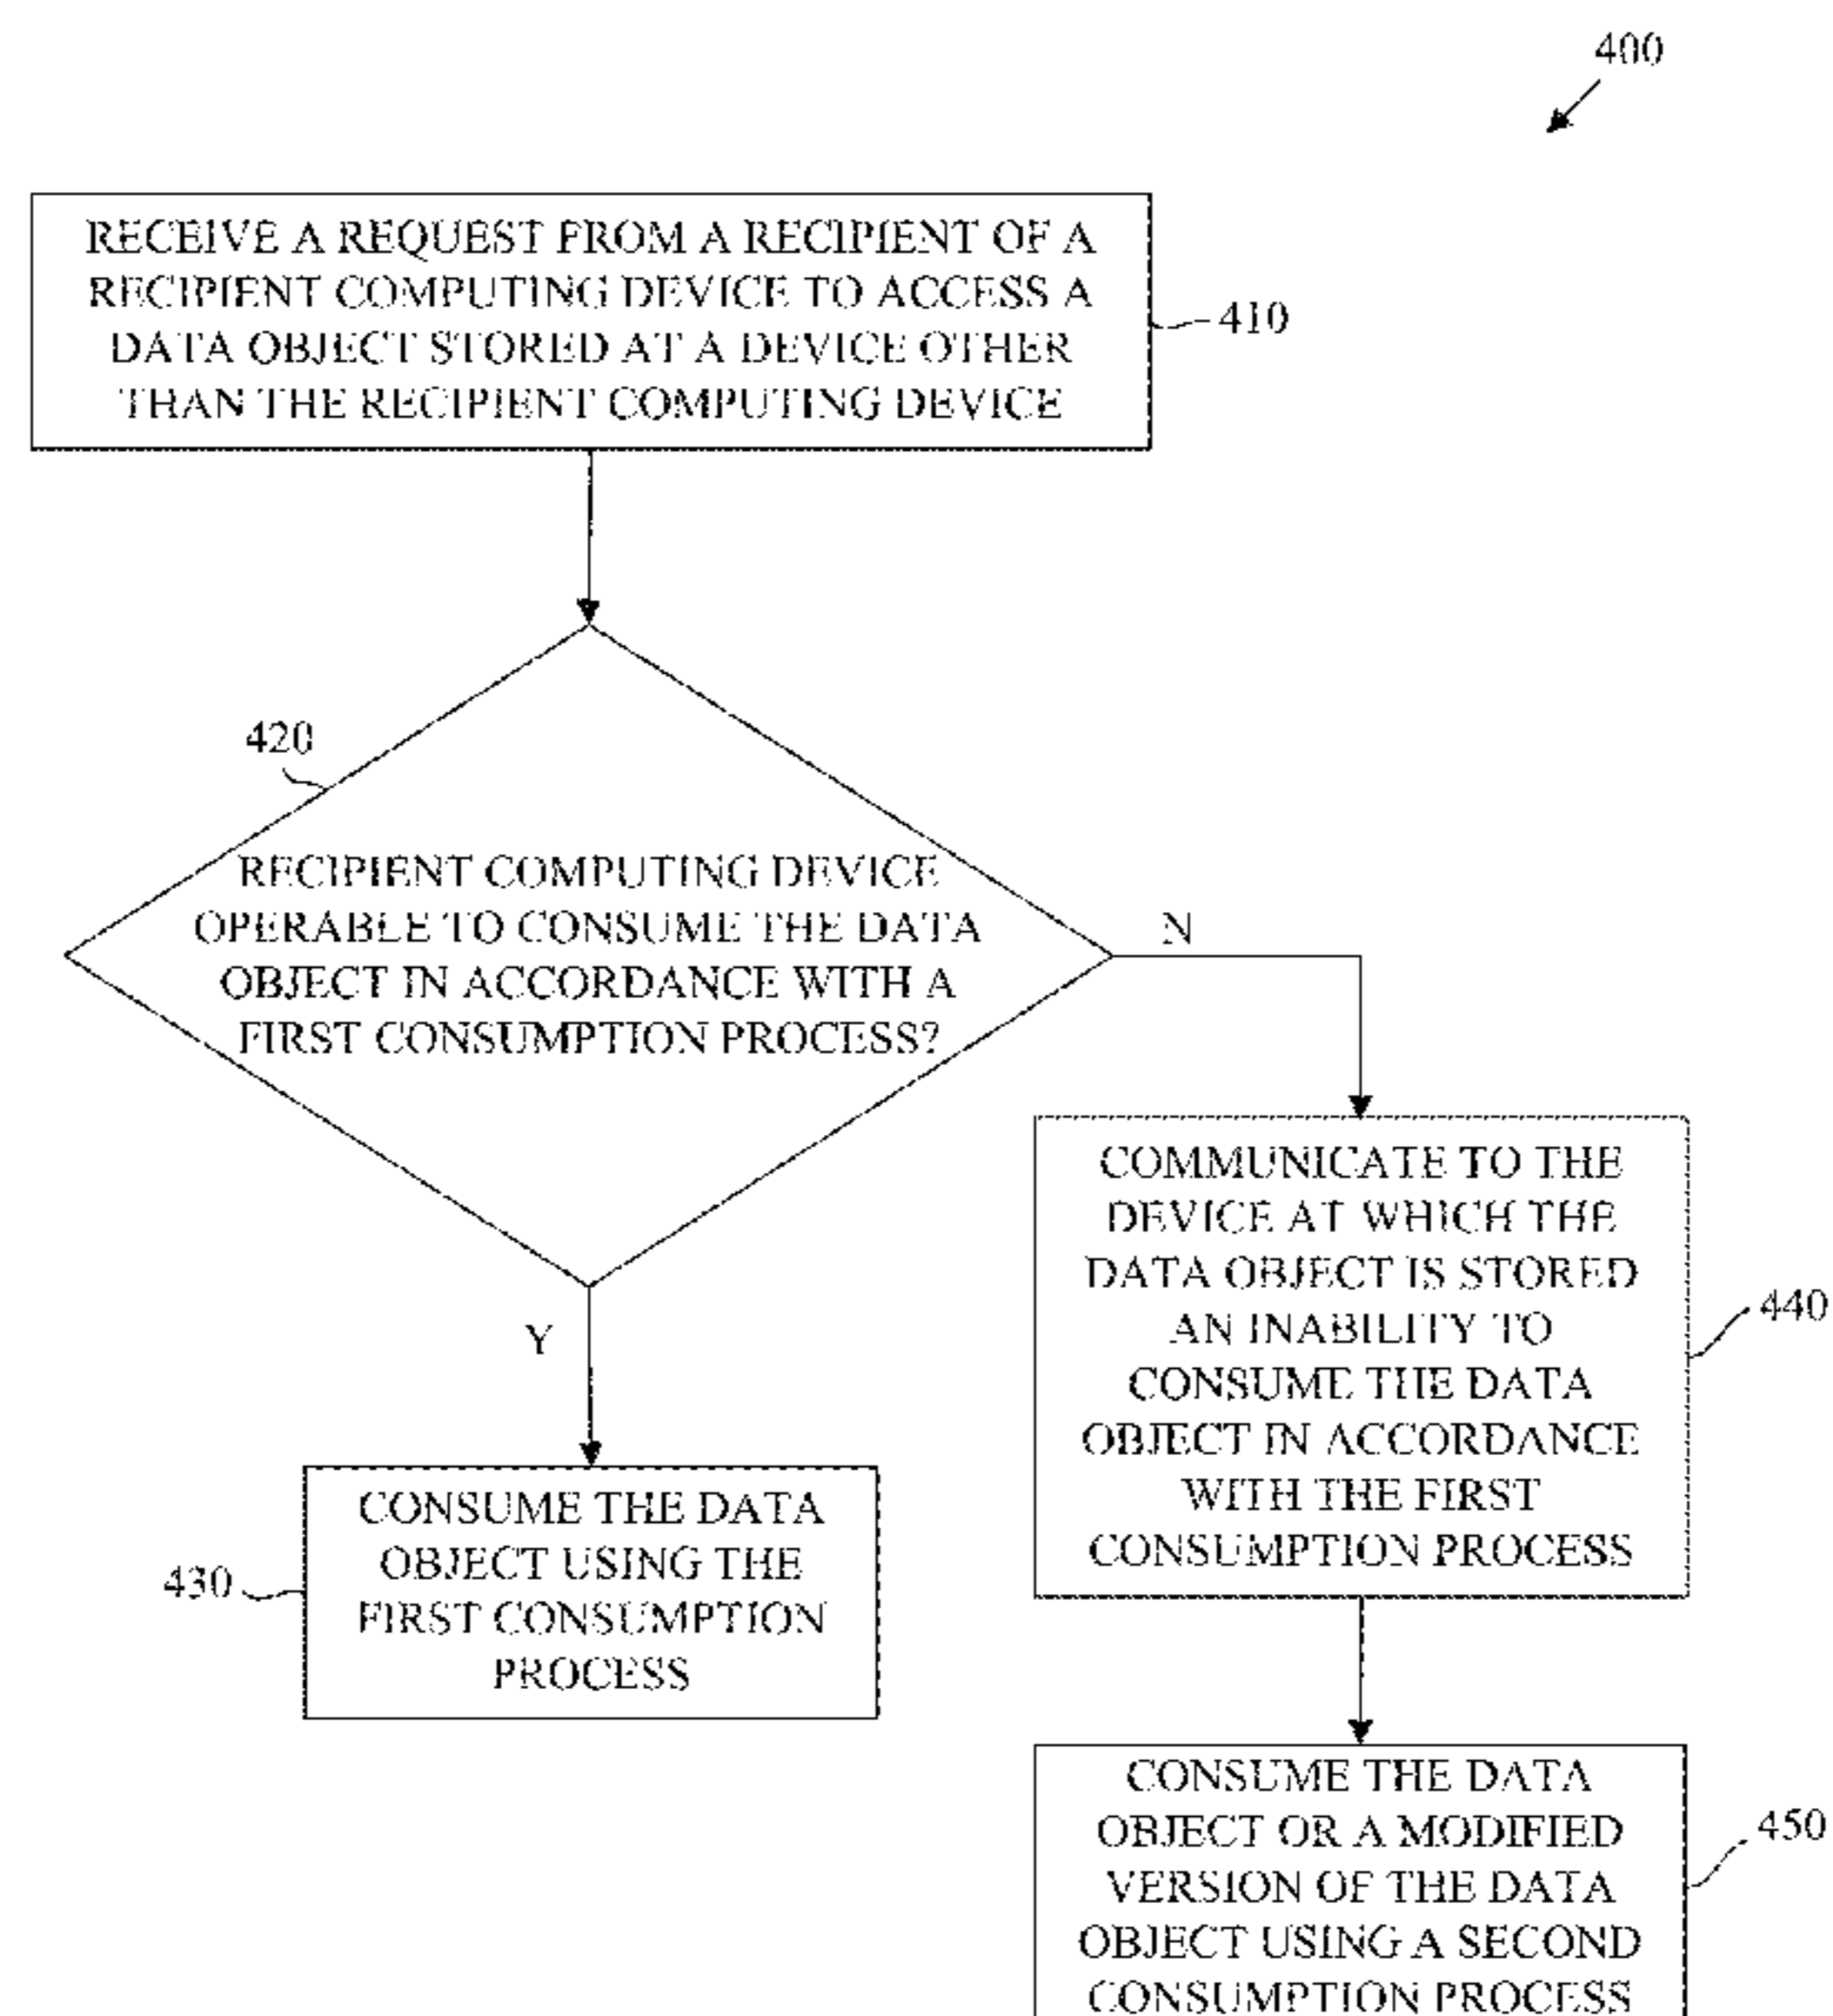 400
RECEIVE A REQUEST FROM A RECIPIENT OF A
RECIPIENT COMPUTING DEVICE TO ACCESS A
DATA OBJECT STORED AT A DEVICE OTHER
THAN THE RECIPIENT COMPUTING DEVICE
410
420
RECIPIENT COMPUTING DEVICE
OPERABLE TO CONSUME THE DATA
OBJECT IN ACCORDANCE WITH A
FIRST CONSUMPTION PROCESS?
N
Y
COMMUNICATE TO THE
DEVICE AT WHICH THE
DATA OBJECT IS STORED
AN INABILITY TO
CONSUME THE DATA
OBJECT IN ACCORDANCE
WITH THE FIRST
CONSUMPTION PROCESS
440
CONSUME THE DATA
OBJECT USING THE
FIRST CONSUMPTION
PROCESS
430
CONSUME THE DATA
OBJECT OR A MODIFIED
VERSION OF THE DATA
OBJECT USING A SECOND
CONSUMPTION PROCESS
450